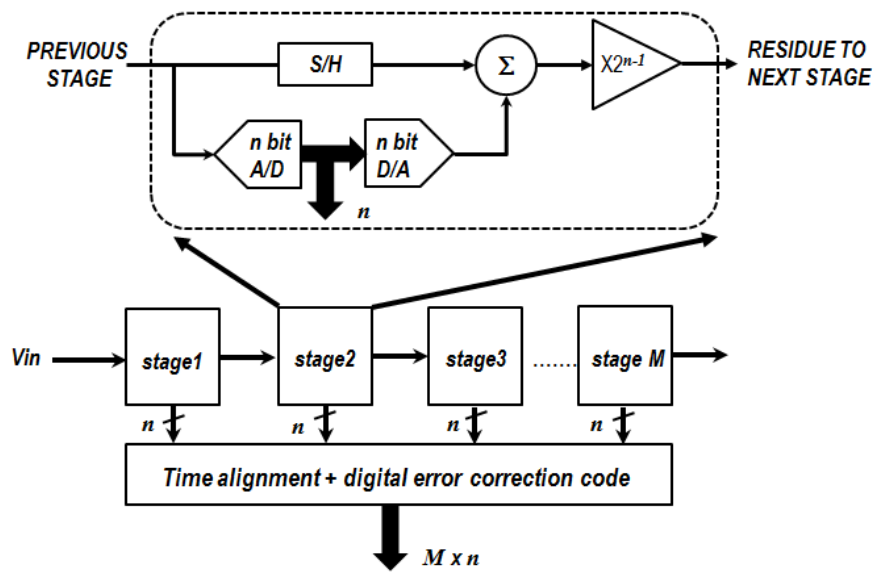 PREVIOUS
STAGE
S/H
Σ
X2ⁿ⁻¹
RESIDUE TO
NEXT STAGE
n bit
A/D
n bit
D/A
n
Vin
stage1
stage2
stage3
........
stage M
n
n
n
n
Time alignment + digital error correction code
M x n